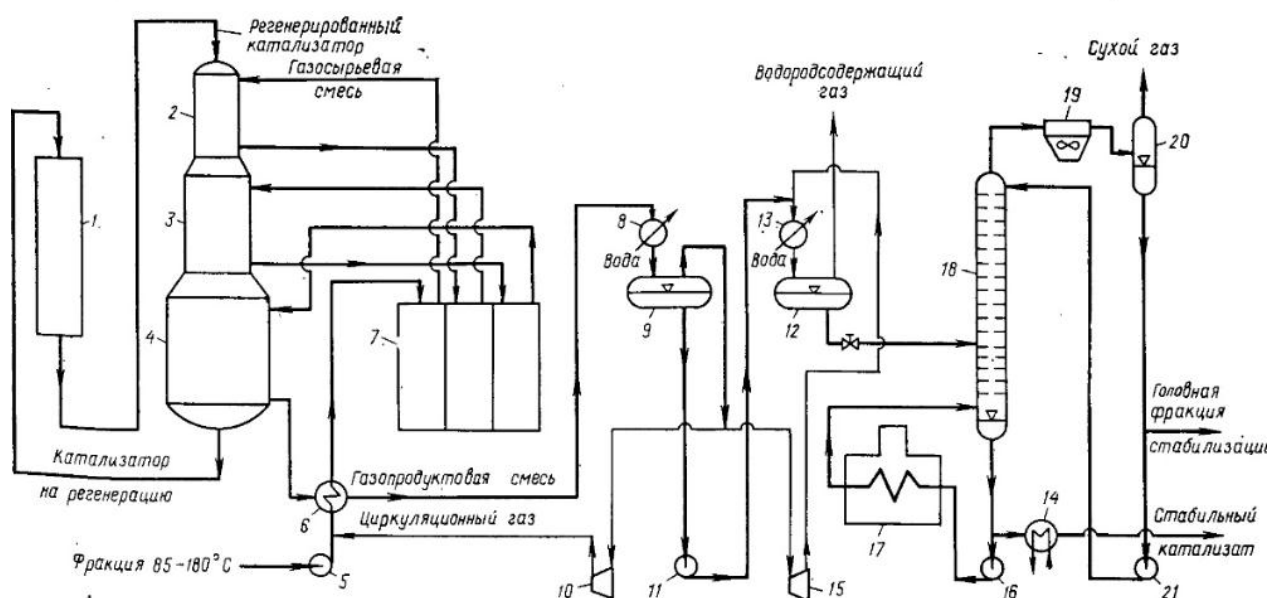 Регенерированный
катализатор
Газосырьевая
смесь
Водородсодержащий
газ
Сухой газ
19
20
2
1
3
8
13
Вода
Вода
18
4
7
9
12
Головная
фракция
стабилизации
Катализатор
на регенерацию
Газопродуктовая смесь
6
Циркуляционный газ
14
Стабильный
катализат
17
Фракция 85-180°С
5
10
11
15
16
21